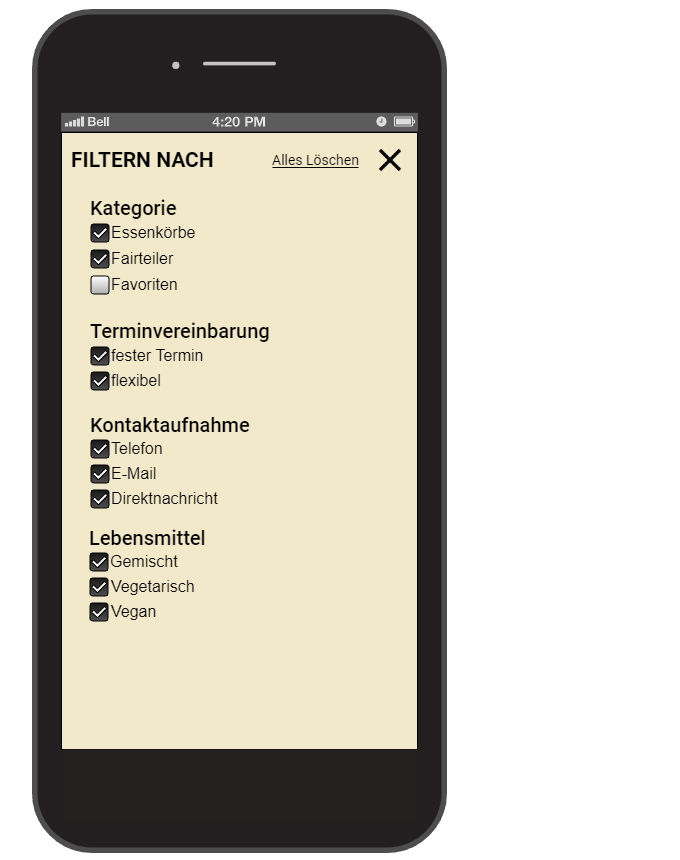 Bell 4:20 PM
FILTERN NACH Alles Löschen
Kategorie
Essenkörbe
Fairteiler
Favoriten
Terminvereinbarung
fester Termin
flexibel
Kontaktaufnahme
Telefon
E-Mail
Direktnachricht
Lebensmittel
Gemischt
Vegetarisch
Vegan